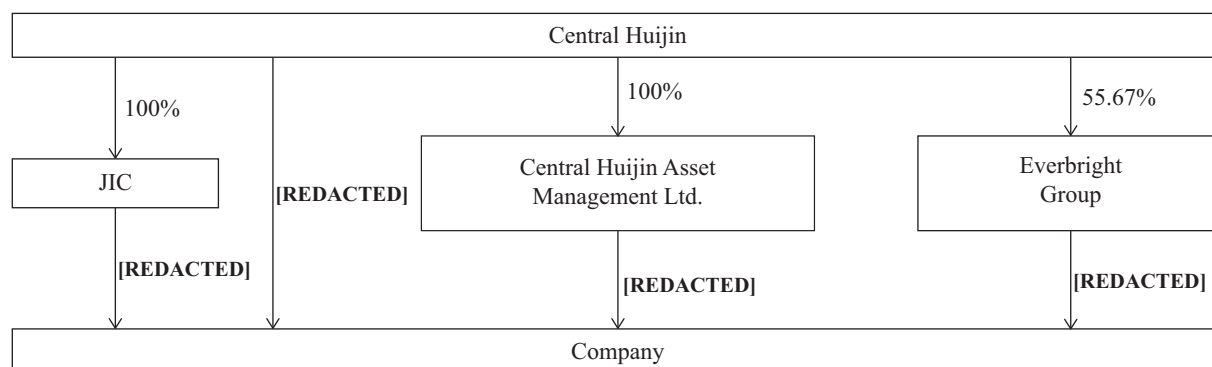 Central Huijin
100%
100%
55.67%
JIC
[REDACTED]
Central Huijin Asset
Management Ltd.
Everbright
Group
[REDACTED]
[REDACTED]
[REDACTED]
Company